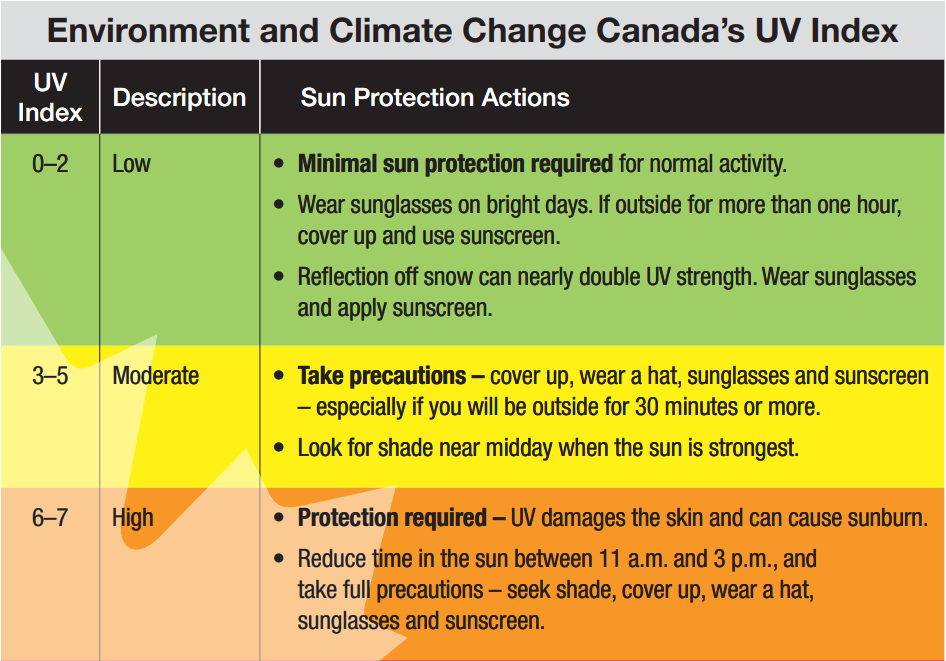 Environment and Climate Change Canada's UV Index
UV
Index
Description
Sun Protection Actions
0–2
Low
• Minimal sun protection required for normal activity.
• Wear sunglasses on bright days. If outside for more than one hour,
cover up and use sunscreen.
• Reflection off snow can nearly double UV strength. Wear sunglasses
and apply sunscreen.
3–5
Moderate
• Take precautions – cover up, wear a hat, sunglasses and sunscreen
– especially if you will be outside for 30 minutes or more.
• Look for shade near midday when the sun is strongest.
6–7
High
• Protection required – UV damages the skin and can cause sunburn.
• Reduce time in the sun between 11 a.m. and 3 p.m., and
take full precautions – seek shade, cover up, wear a hat,
sunglasses and sunscreen.